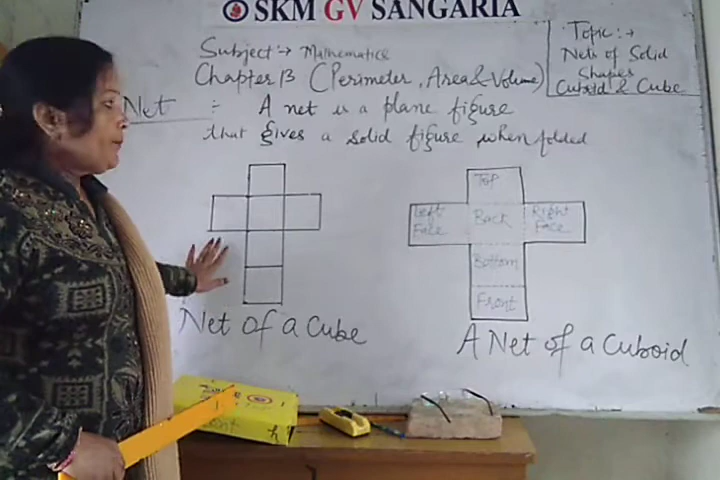 SKM GV SANGARIA
Subject :→ Mathematics
Chapter 13 (Perimeter, Area & Volume)
Topic :→
Nets of Solid
Shapes
Cuboid & Cube
Net :- A net is a plane figure
that gives a solid figure when folded
Top
Left
Face
Back
Right
Face
Bottom
Front
Net Of a Cube
A Net of a Cuboid